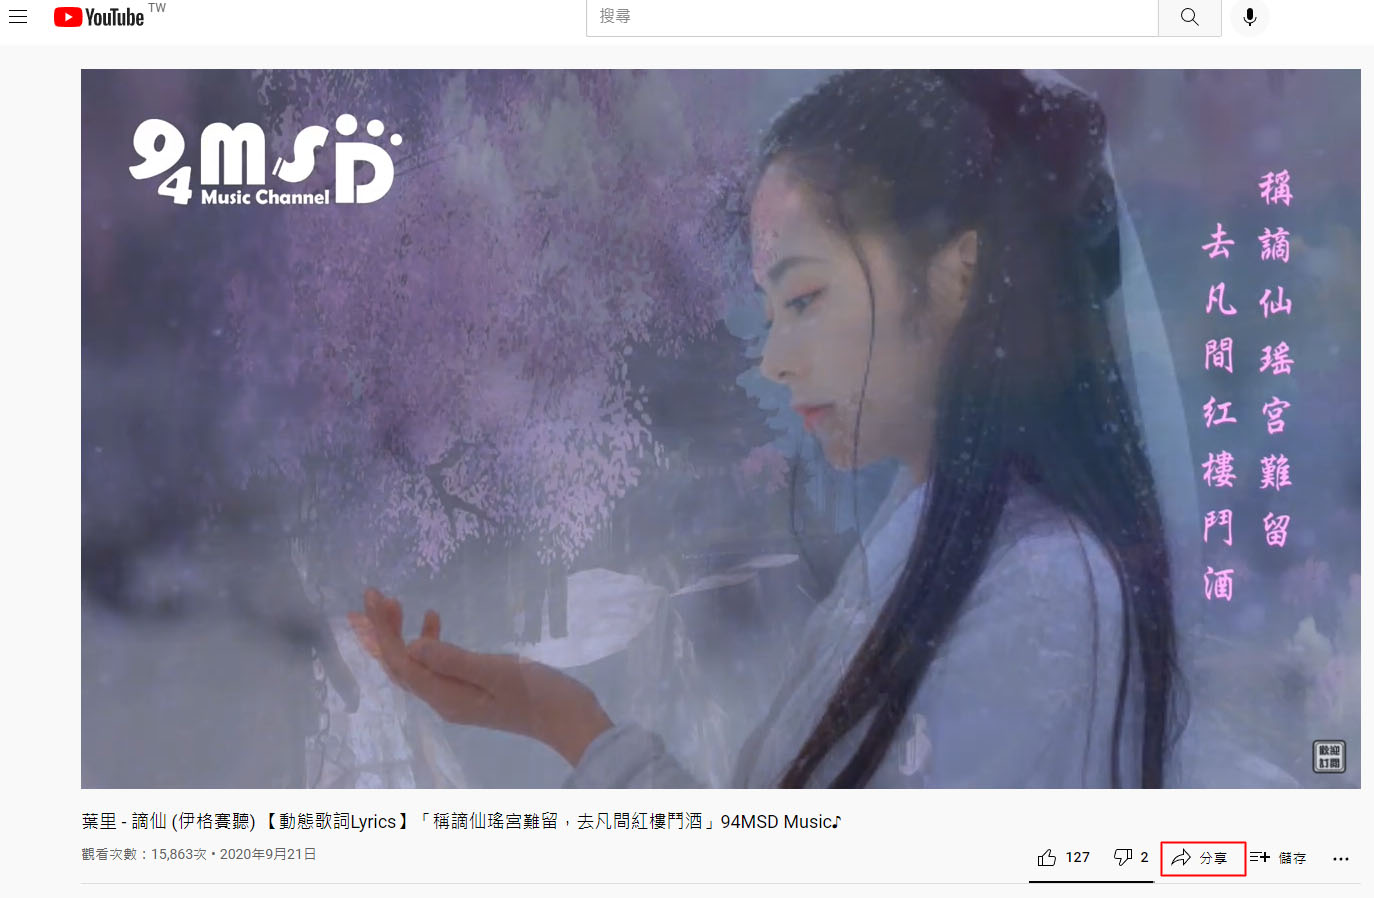 YouTube TW
搜尋
94MSD
Music Channel
稱謫仙瑶宫難留
去凡間红樓鬥酒
歡迎
訂閱
葉里 - 謫仙 (伊格賽聽) 【動態歌詞Lyrics】「稱謫仙瑤宮難留，去凡間紅樓鬥酒」94MSD Music♪
觀看次數：15,863次 • 2020年9月21日
127 2 分享 儲存